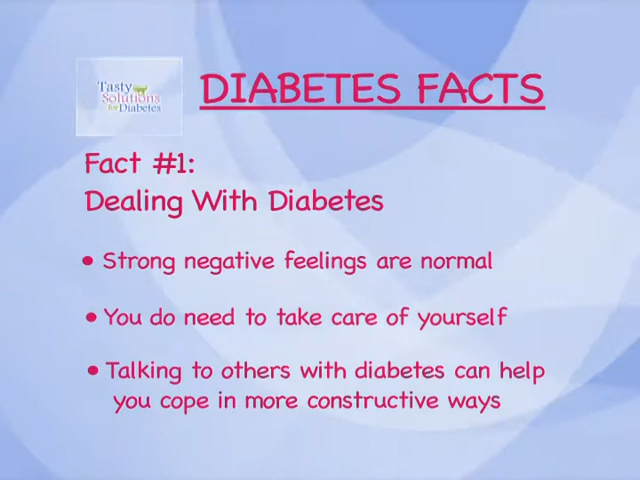 Tasty
Solutions
for Diabetes
DIABETES FACTS
Fact #1:
Dealing With Diabetes
• Strong negative feelings are normal
• You do need to take care of yourself
• Talking to others with diabetes can help
you cope in more constructive ways